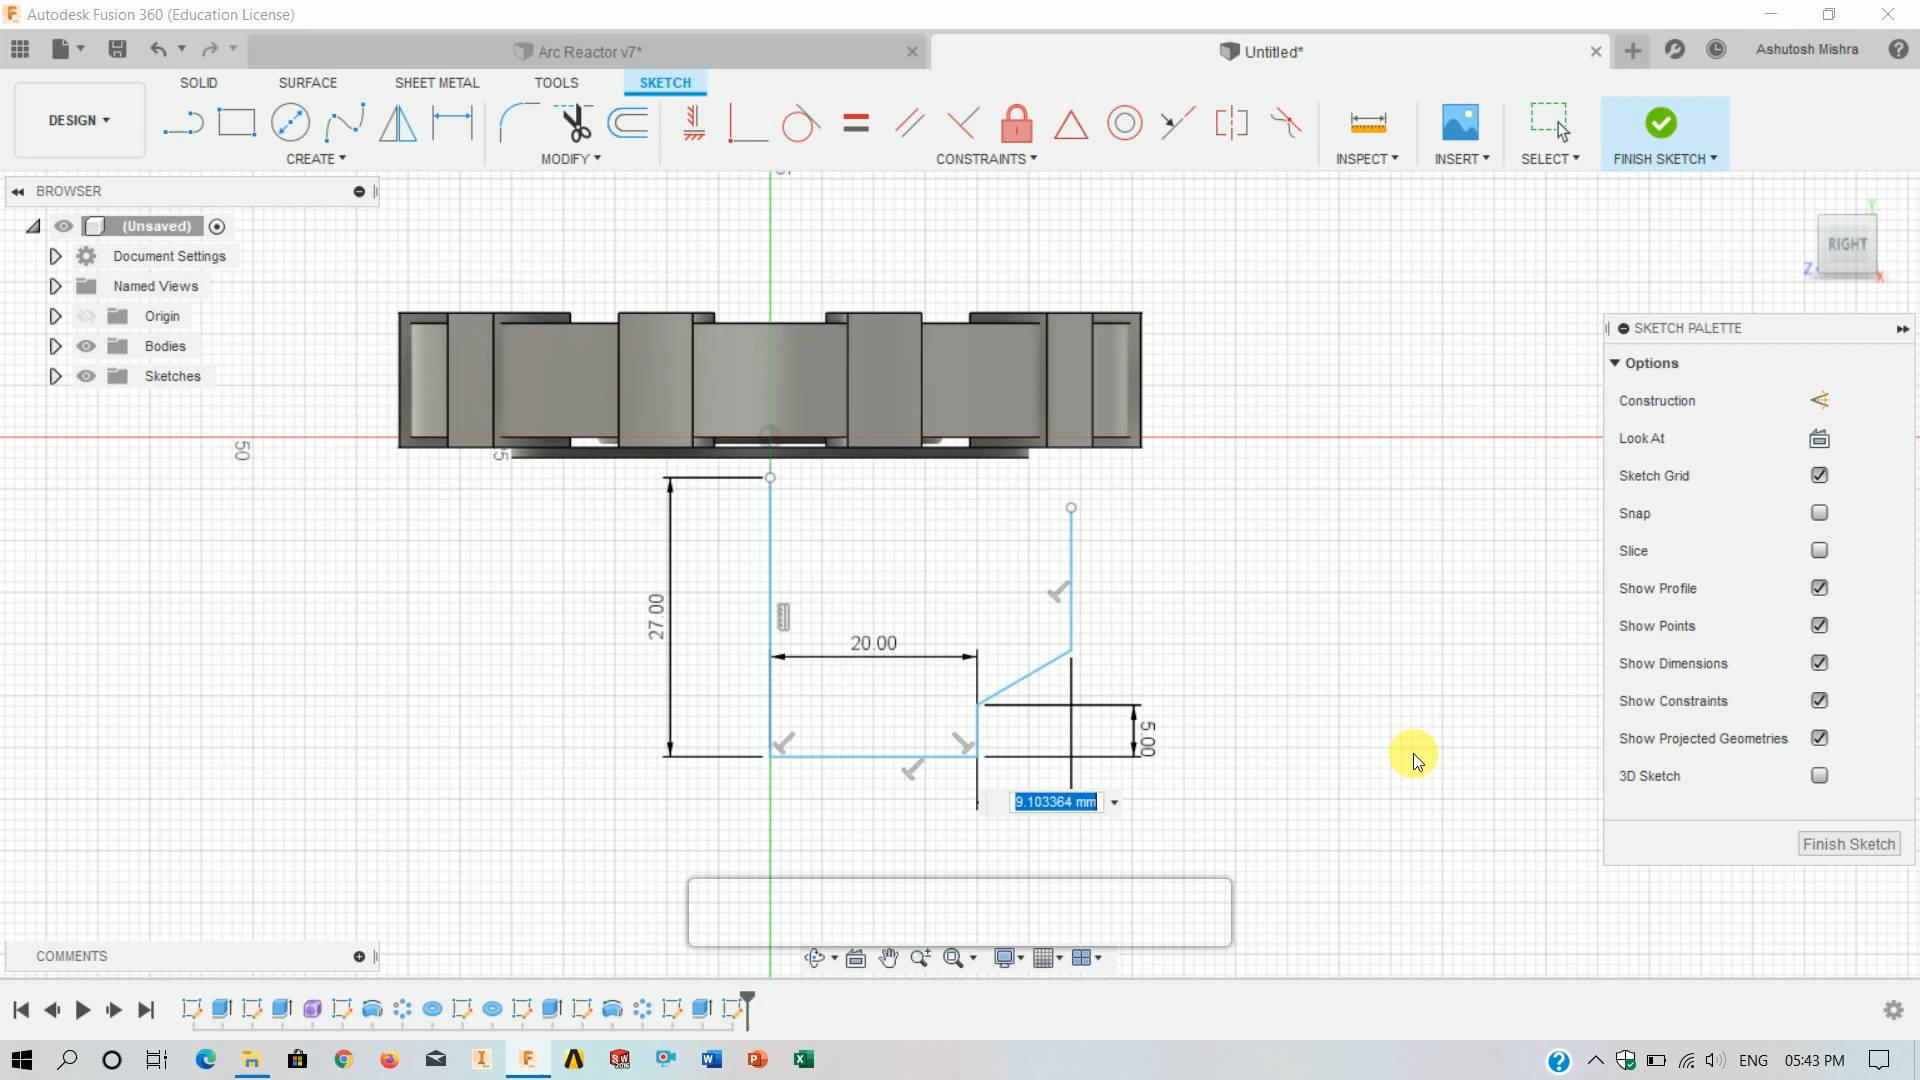 Autodesk Fusion 360 (Education License)
Arc Reactor v7*
Untitled*
Ashutosh Mishra
SOLID
SURFACE
SHEET METAL
TOOLS
SKETCH
DESIGN
CREATE
MODIFY
CONSTRAINTS
INSPECT
INSERT
SELECT
FINISH SKETCH
BROWSER
(Unsaved)
Document Settings
Named Views
Origin
Bodies
Sketches
Y
RIGHT
Z
X
SKETCH PALETTE
Options
Construction
Look At
Sketch Grid
Snap
Slice
Show Profile
Show Points
Show Dimensions
Show Constraints
Show Projected Geometries
3D Sketch
Finish Sketch
50
27.00
20.00
5.00
9.103364 mm
COMMENTS
ENG
05:43 PM